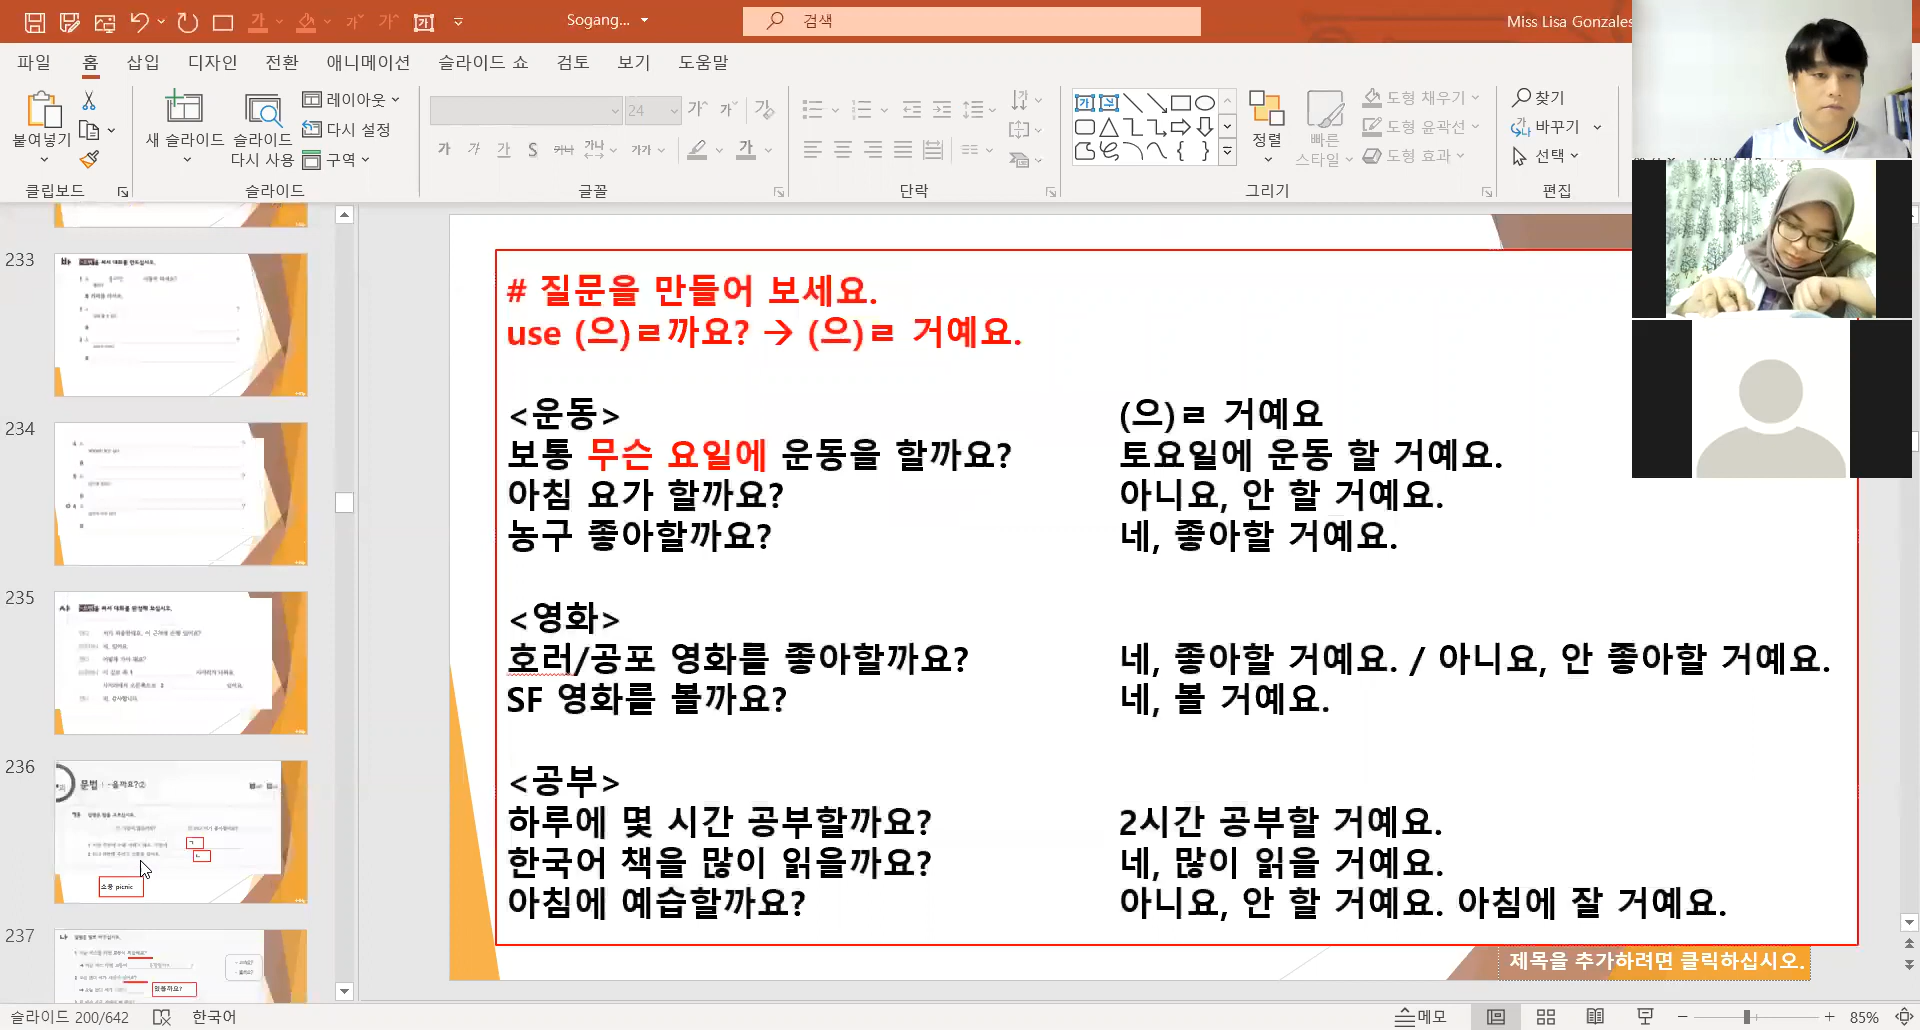 Sogang...
검색
Miss Lisa Gonzales
파일 홈 삽입 디자인 전환 애니메이션 슬라이드 쇼 검토 보기 도움말
붙여넣기
클립보드
새 슬라이드
슬라이드 다시 사용
레이아웃
다시 설정
구역
슬라이드
24
가 가 가 S
글꼴
단락
정렬
빠른 스타일
도형 채우기
도형 윤곽선
도형 효과
그리기
찾기
바꾸기
선택
편집
233
234
235
236
소풍 picnic
237
# 질문을 만들어 보세요.
use (으)ㄹ까요? → (으)ㄹ 거예요.
<운동> (으)ㄹ 거예요
보통 무슨 요일에 운동을 할까요? 토요일에 운동 할 거예요.
아침 요가 할까요? 아니요, 안 할 거예요.
농구 좋아할까요? 네, 좋아할 거예요.
<영화>
호러/공포 영화를 좋아할까요? 네, 좋아할 거예요. / 아니요, 안 좋아할 거예요.
SF 영화를 볼까요? 네, 볼 거예요.
<공부>
하루에 몇 시간 공부할까요? 2시간 공부할 거예요.
한국어 책을 많이 읽을까요? 네, 많이 읽을 거예요.
아침에 예습할까요? 아니요, 안 할 거예요. 아침에 잘 거예요.
제목을 추가하려면 클릭하십시오.
슬라이드 200/642 한국어
메모
85%